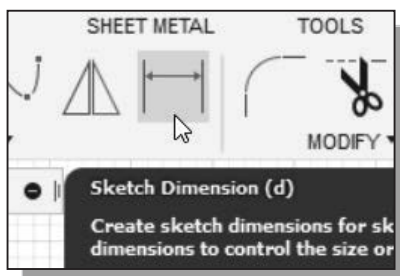 SHEET METAL TOOLS
MODIFY
Sketch Dimension (d)
Create sketch dimensions for sk
dimensions to control the size or